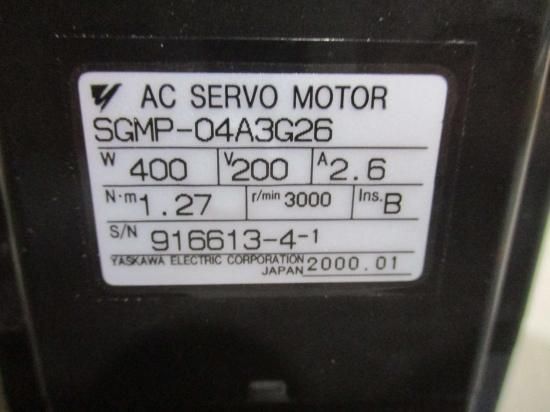 AC SERVO MOTOR
SGMP-04A3G26
W 400 V 200 A 2.6
N·m 1.27 r/min 3000 Ins. B
S/N 916613-4-1
YASKAWA ELECTRIC CORPORATION
JAPAN 2000.01